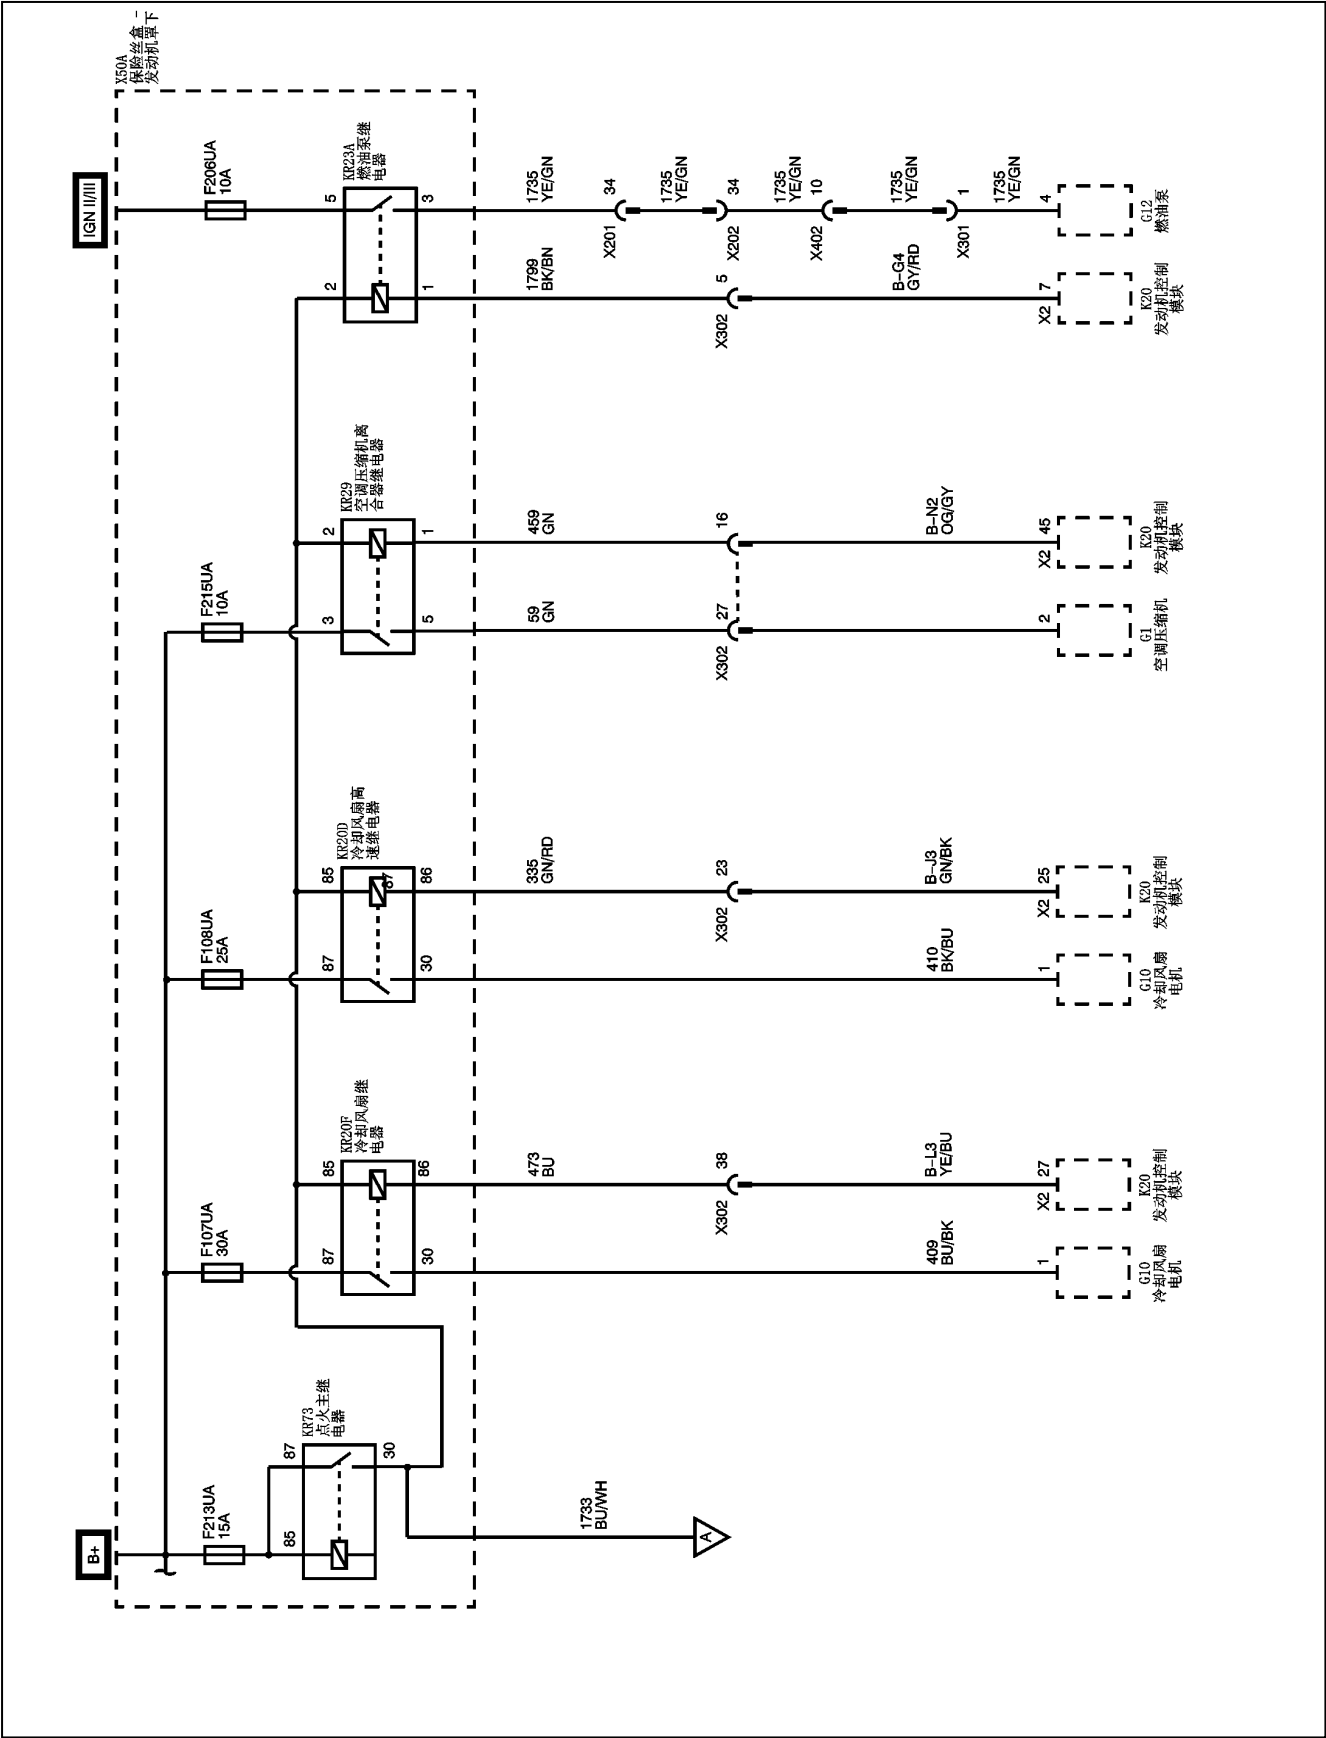 B+
IGN II/III
X50A
保险丝盒 –
发动机罩下
F213UA
15A
85
87
KR73
点火主继
电器
30
1733
BU/WH
A
F107UA
30A
87
85
KR20F
冷却风扇继
电器
30
86
409
BU/BK
473
BU
X302
38
B-L3
YE/BU
1
X2
27
G10
冷却风扇
电机
K20
发动机控制
模块
F108UA
25A
87
85
KR20D
冷却风扇高
速继电器
87
30
86
410
BK/BU
335
GN/RD
X302
23
B-J3
GN/BK
1
X2
25
G10
冷却风扇
电机
K20
发动机控制
模块
F215UA
10A
3
2
KR29
空调压缩机离
合器继电器
5
1
59
GN
459
GN
X302
27
16
B-N2
OG/GY
2
X2
45
G1
空调压缩机
K20
发动机控制
模块
F206UA
10A
2
5
KR23A
燃油泵继
电器
1
3
1799
BK/BN
X302
5
B-G4
GY/RD
X2
7
K20
发动机控制
模块
1735
YE/GN
X201
34
1735
YE/GN
X202
34
1735
YE/GN
X402
10
1735
YE/GN
X301
1
1735
YE/GN
4
G12
燃油泵